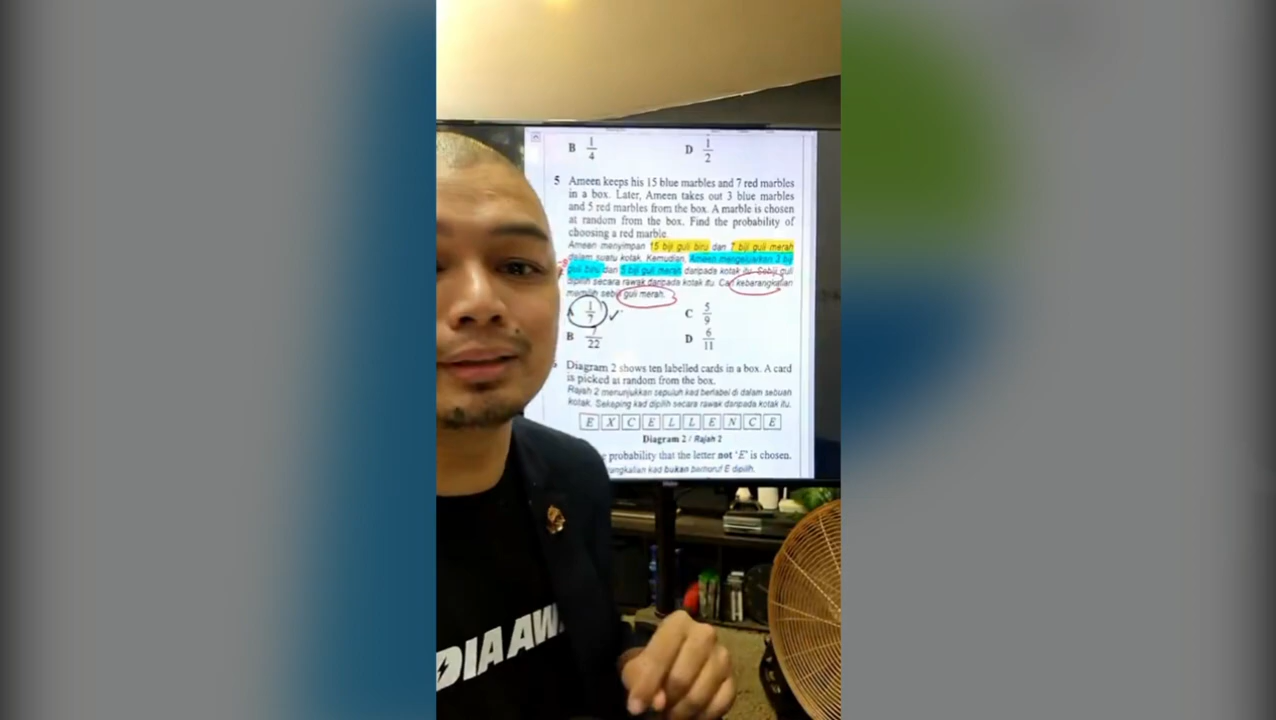 B 1/4 D 1/2
5 Ameen keeps his 15 blue marbles and 7 red marbles
in a box. Later, Ameen takes out 3 blue marbles
and 5 red marbles from the box. A marble is chosen
at random from the box. Find the probability of
choosing a red marble
Ameen menyimpan 15 biji guli biru dan 7 biji guli merah
dalam suatu kotak. Kemudian, Ameen mengeluarkan 3 biji
guli biru dan 5 biji guli merah daripada kotak itu. Sebiji guli
dipilih secara rawak daripada kotak itu. Cari kebarangkalian
memilih sebiji guli merah.
A 1/7 C 5/9
B 7/22 D 6/11
Diagram 2 shows ten labelled cards in a box. A card
is picked at random from the box.
Rajah 2 menunjukkan sepuluh kad berlabel di dalam sebuah
kotak. Sekeping kad dipilih secara rawak daripada kotak itu.
E X C E L L E N C E
Diagram 2 / Rajah 2
probability that the letter not 'E' is chosen.
kad bukan berhuruf E dipilih.
DIA AW